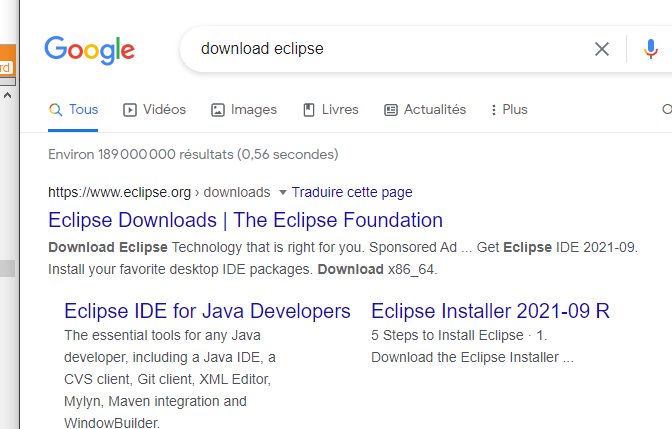 rd
Google
download eclipse
Tous Vidéos Images Livres Actualités Plus
Environ 189 000 000 résultats (0,56 secondes)
https://www.eclipse.org › downloads Traduire cette page
Eclipse Downloads | The Eclipse Foundation
Download Eclipse Technology that is right for you. Sponsored Ad ... Get Eclipse IDE 2021-09.
Install your favorite desktop IDE packages. Download x86_64.
Eclipse IDE for Java Developers
The essential tools for any Java
developer, including a Java IDE, a
CVS client, Git client, XML Editor,
Mylyn, Maven integration and
WindowBuilder.
Eclipse Installer 2021-09 R
5 Steps to Install Eclipse · 1.
Download the Eclipse Installer ...